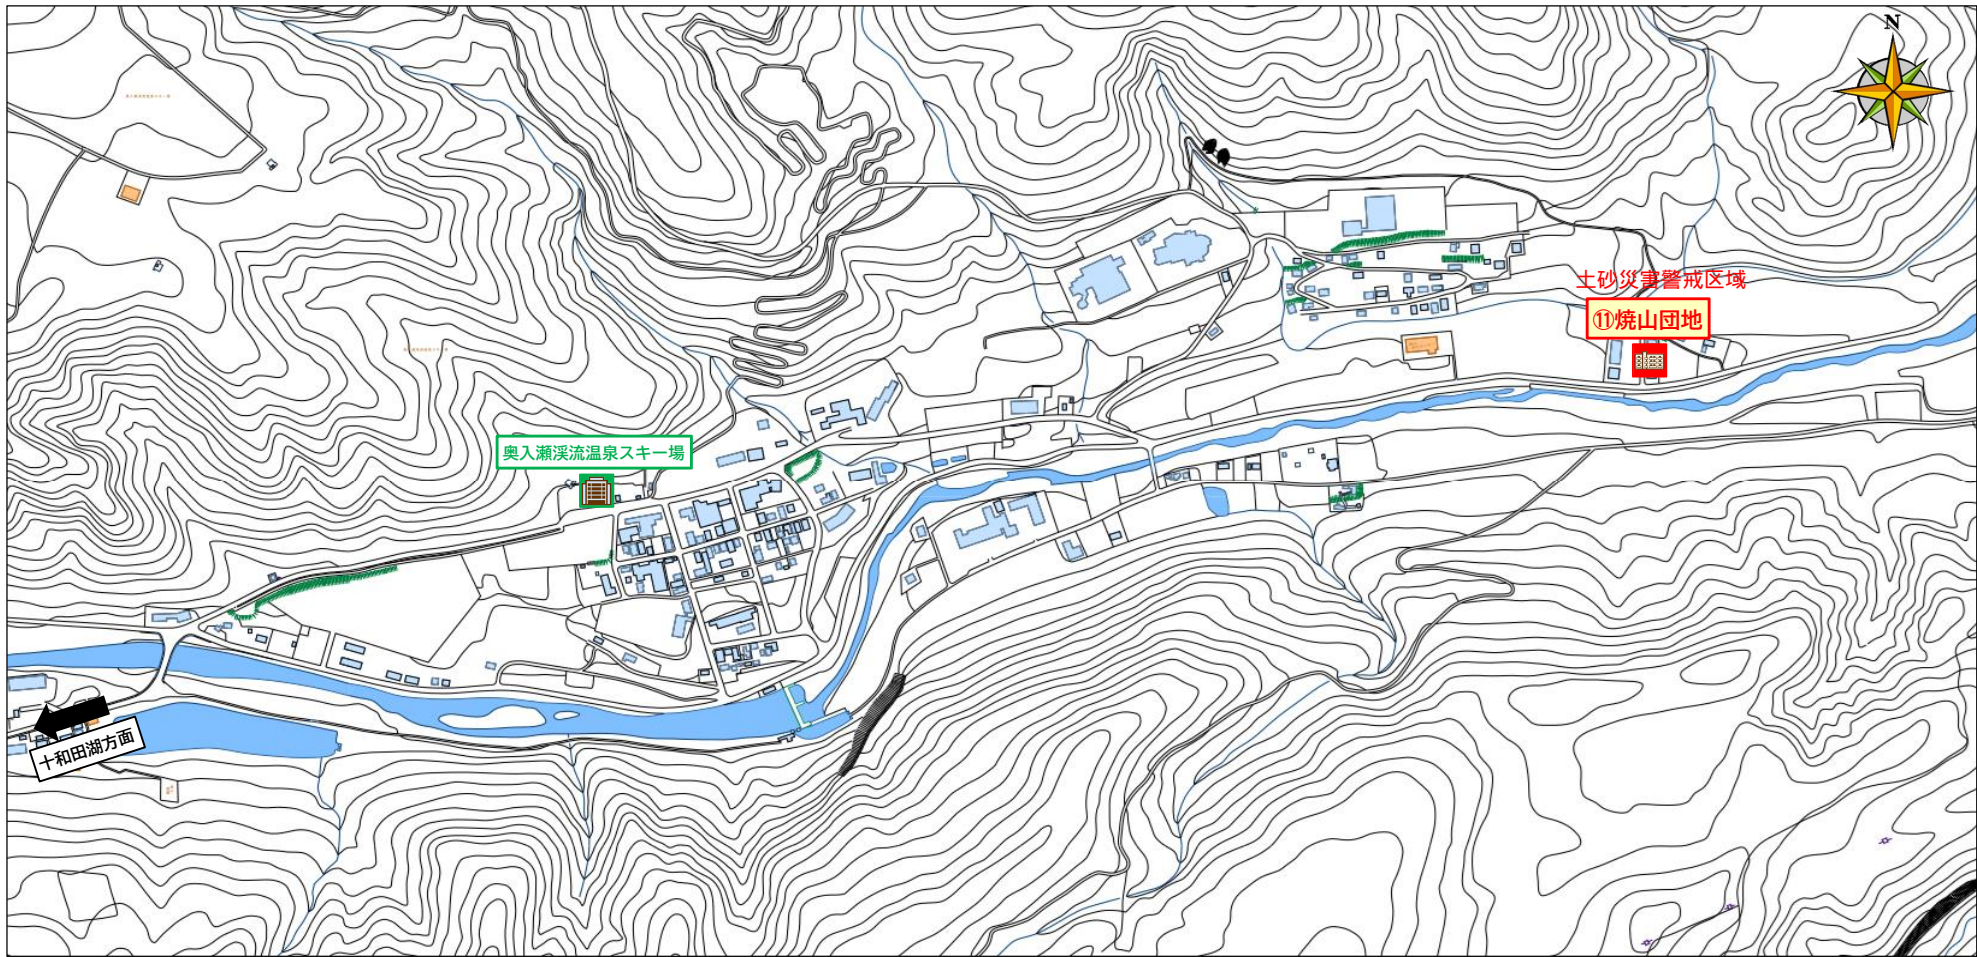 N
土砂災害警戒区域
⑪焼山団地
奥入瀬渓流温泉スキー場
十和田湖方面